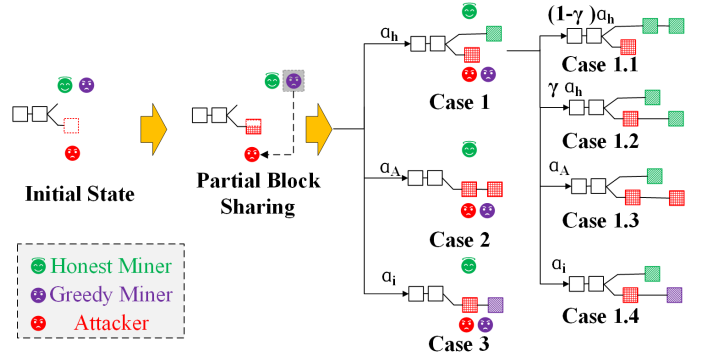 Initial State
Partial Block
Sharing
αh
Case 1
αA
Case 2
αi
Case 3
(1-γ)αh
Case 1.1
γ αh
Case 1.2
αA
Case 1.3
αi
Case 1.4
Honest Miner
Greedy Miner
Attacker